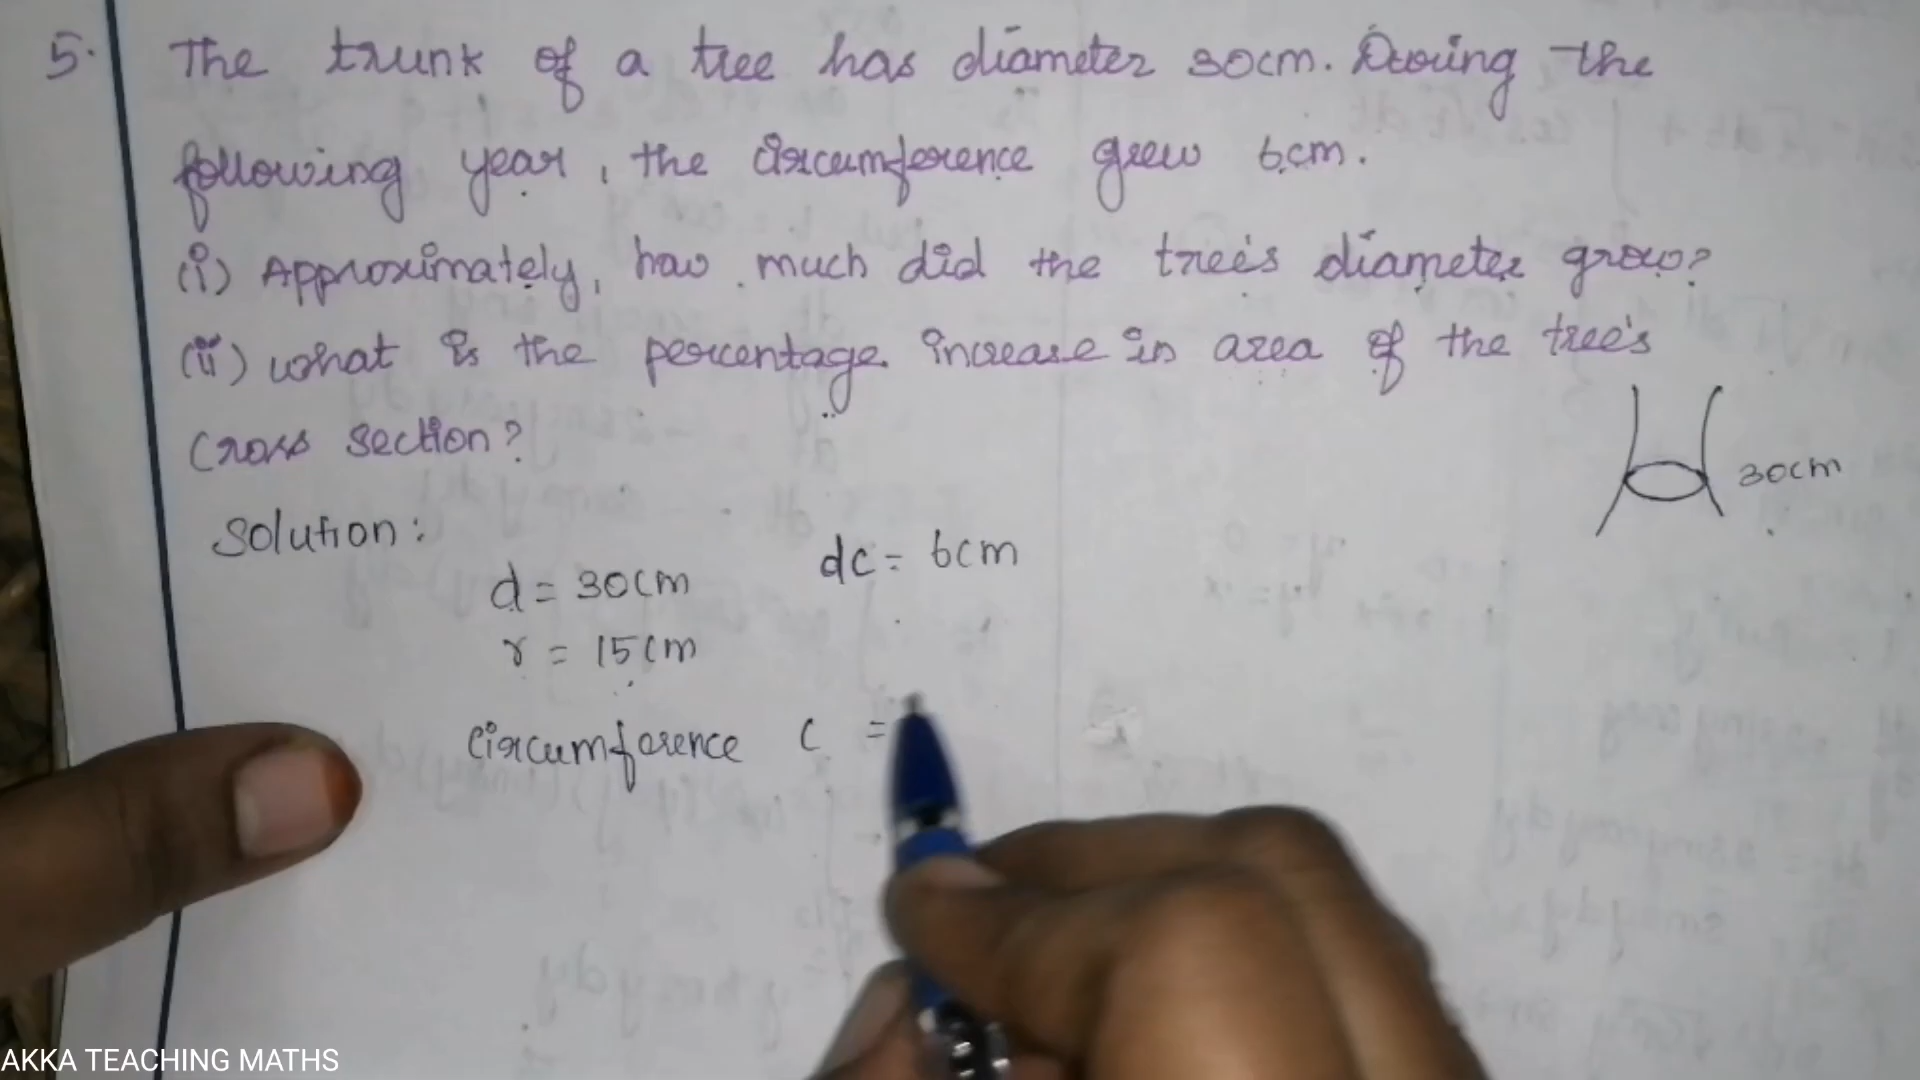 5. The trunk of a tree has diameter 30cm. During the
following year, the circumference grew 6cm.
(i) Approximately, how much did the tree's diameter grow?
(ii) what is the percentage increase in area of the tree's
cross section?
30cm
Solution:
d = 30cm
dc = 6cm
r = 15cm
circumference c =
AKKA TEACHING MATHS